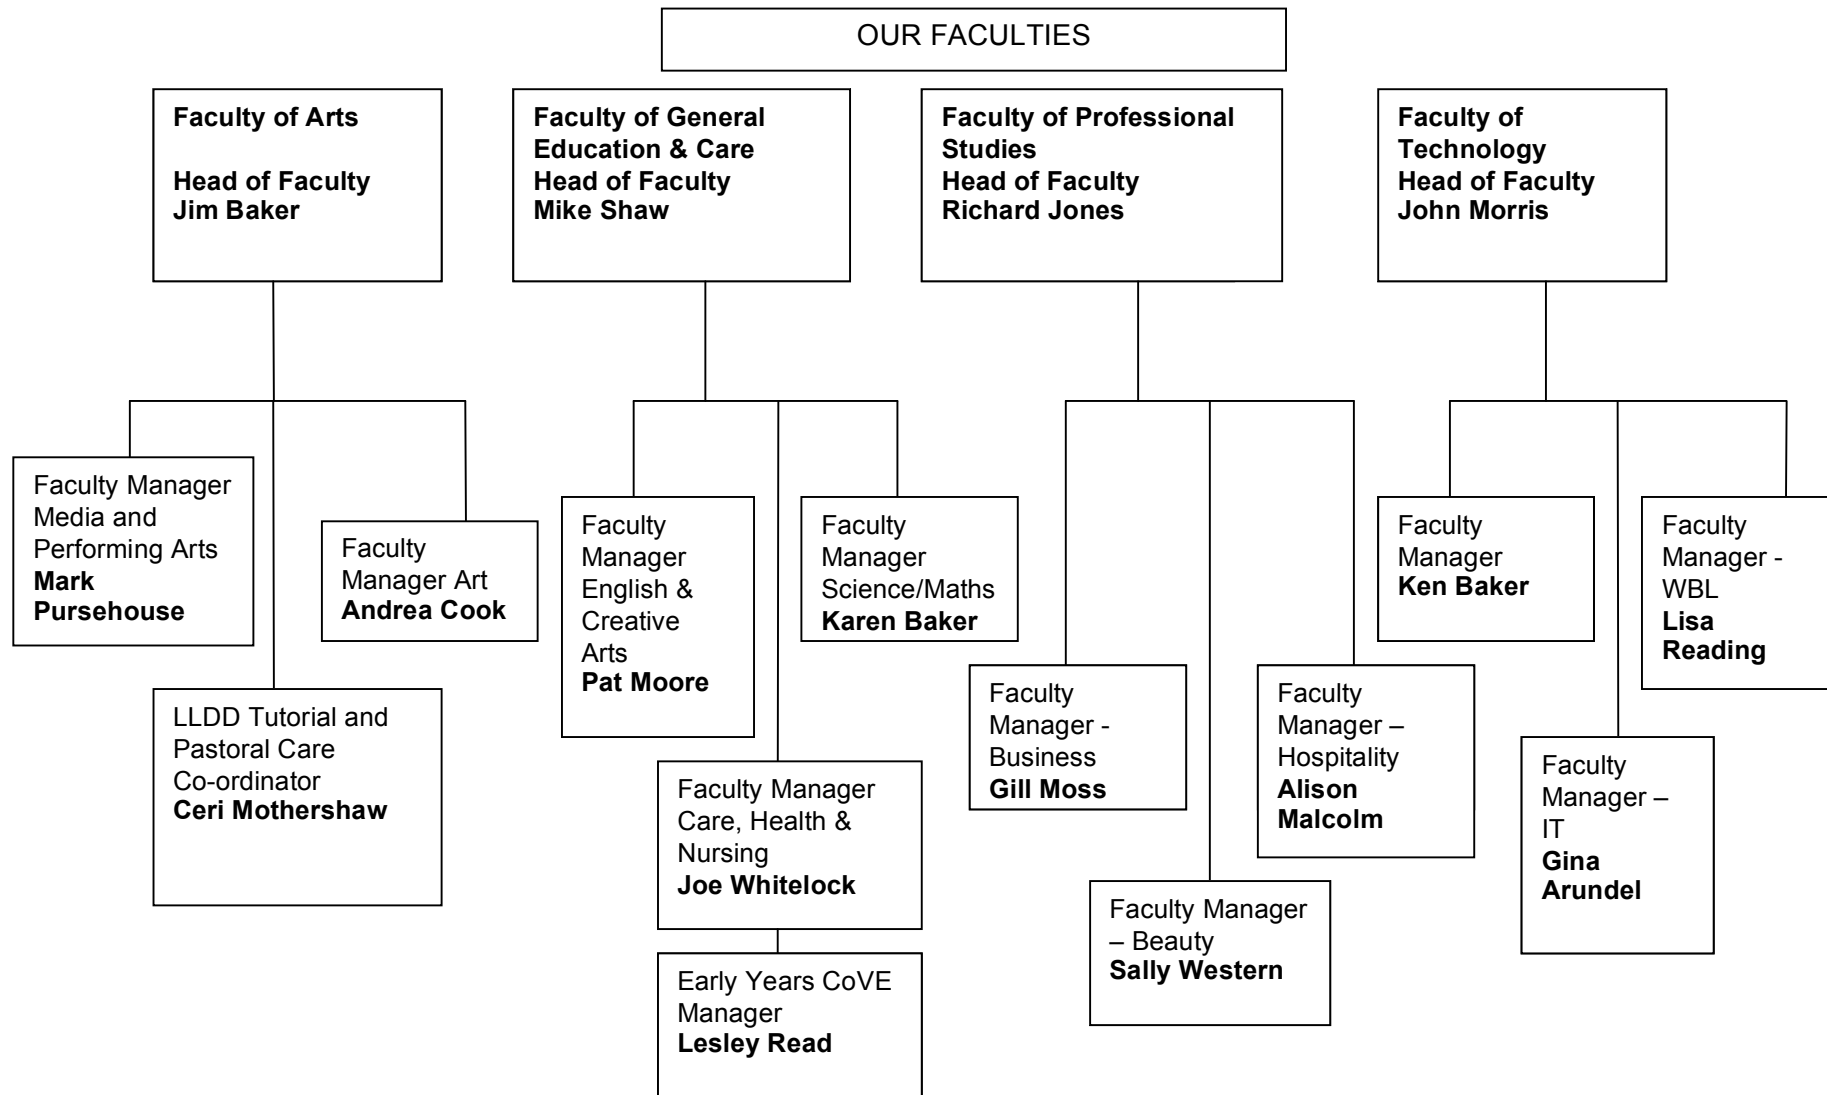 OUR FACULTIES
Faculty of Arts
Head of Faculty
Jim Baker
Faculty of General
Education & Care
Head of Faculty
Mike Shaw
Faculty of Professional
Studies
Head of Faculty
Richard Jones
Faculty of
Technology
Head of Faculty
John Morris
Faculty Manager
Media and
Performing Arts
Mark
Pursehouse
LLDD Tutorial and
Pastoral Care
Co-ordinator
Ceri Mothershaw
Faculty
Manager Art
Andrea Cook
Faculty
Manager
English &
Creative
Arts
Pat Moore
Faculty Manager
Care, Health &
Nursing
Joe Whitelock
Early Years CoVE
Manager
Lesley Read
Faculty
Manager
Science/Maths
Karen Baker
Faculty
Manager -
Business
Gill Moss
Faculty Manager
– Beauty
Sally Western
Faculty
Manager –
Hospitality
Alison
Malcolm
Faculty
Manager
Ken Baker
Faculty
Manager –
IT
Gina
Arundel
Faculty
Manager -
WBL
Lisa
Reading